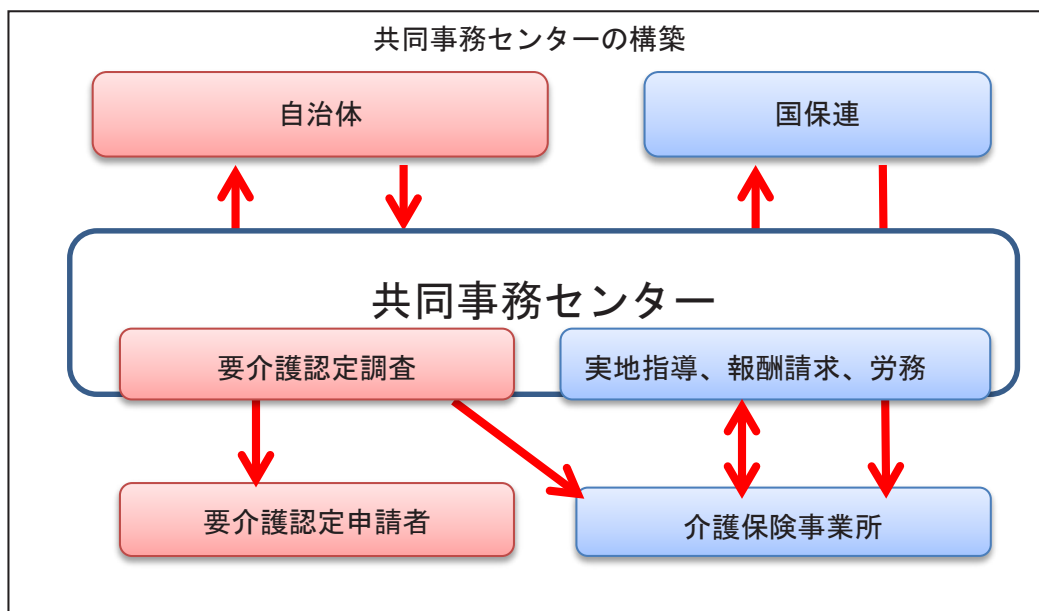 共同事務センターの構築
自治体
国保連
共同事務センター
要介護認定調査
実地指導、報酬請求、労務
要介護認定申請者
介護保険事業所